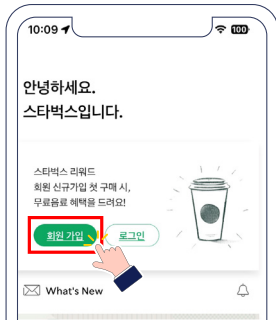 10:09
100
안녕하세요.
스타벅스입니다.
스타벅스 리워드
회원 신규가입 첫 구매 시,
무료음료 혜택을 드려요!
회원 가입
로그인
What's New